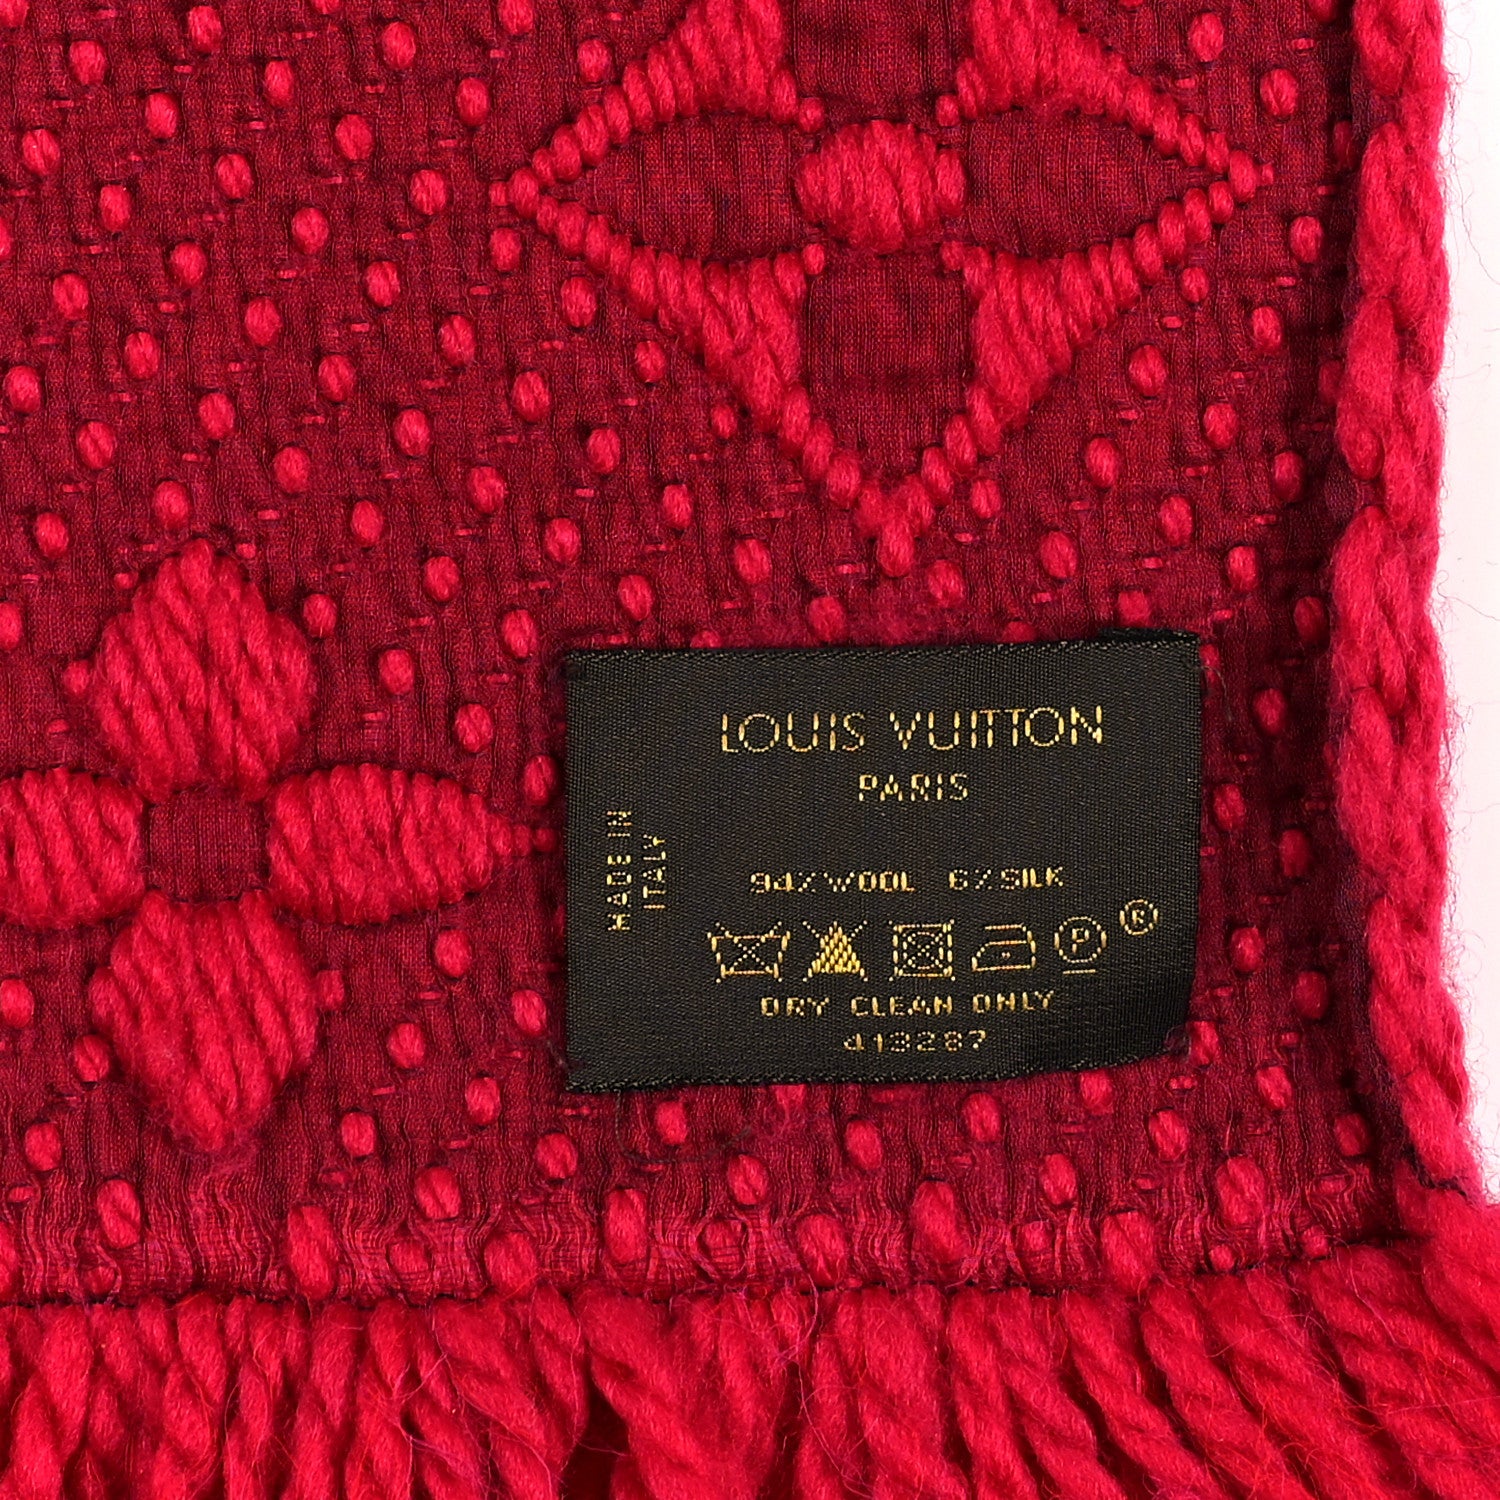 LOUIS VUITTON
PARIS
MADE IN
ITALY
94% WOOL 6% SILK
P
®
DRY CLEAN ONLY
413287